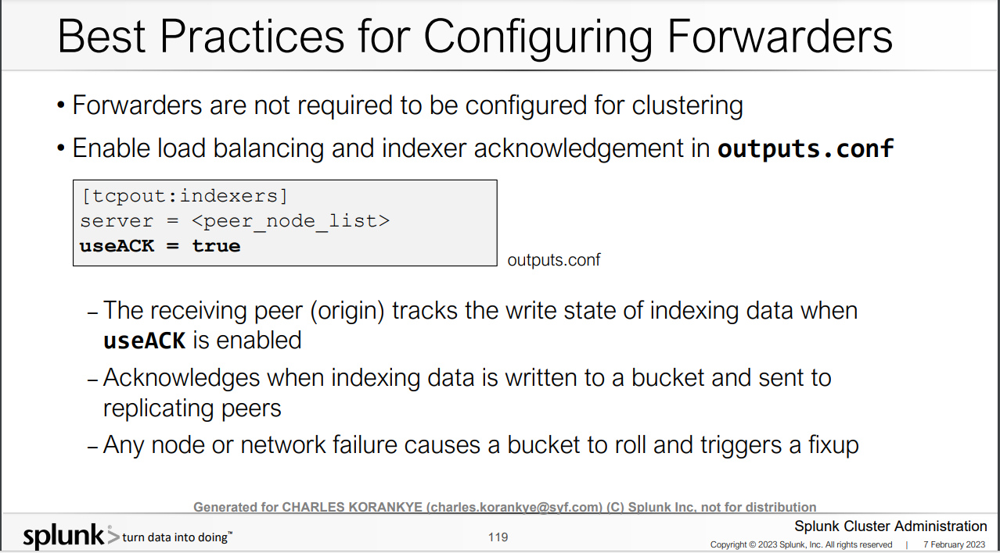 Best Practices for Configuring Forwarders
• Forwarders are not required to be configured for clustering
• Enable load balancing and indexer acknowledgement in outputs.conf
[tcpout:indexers]
server = <peer_node_list>
useACK = true
outputs.conf
– The receiving peer (origin) tracks the write state of indexing data when
useACK is enabled
– Acknowledges when indexing data is written to a bucket and sent to
replicating peers
– Any node or network failure causes a bucket to roll and triggers a fixup
Generated for CHARLES KORANKYE (charles.korankye@syf.com) (C) Splunk Inc, not for distribution
splunk> turn data into doing™
119
Splunk Cluster Administration
Copyright © 2023 Splunk, Inc. All rights reserved | 7 February 2023